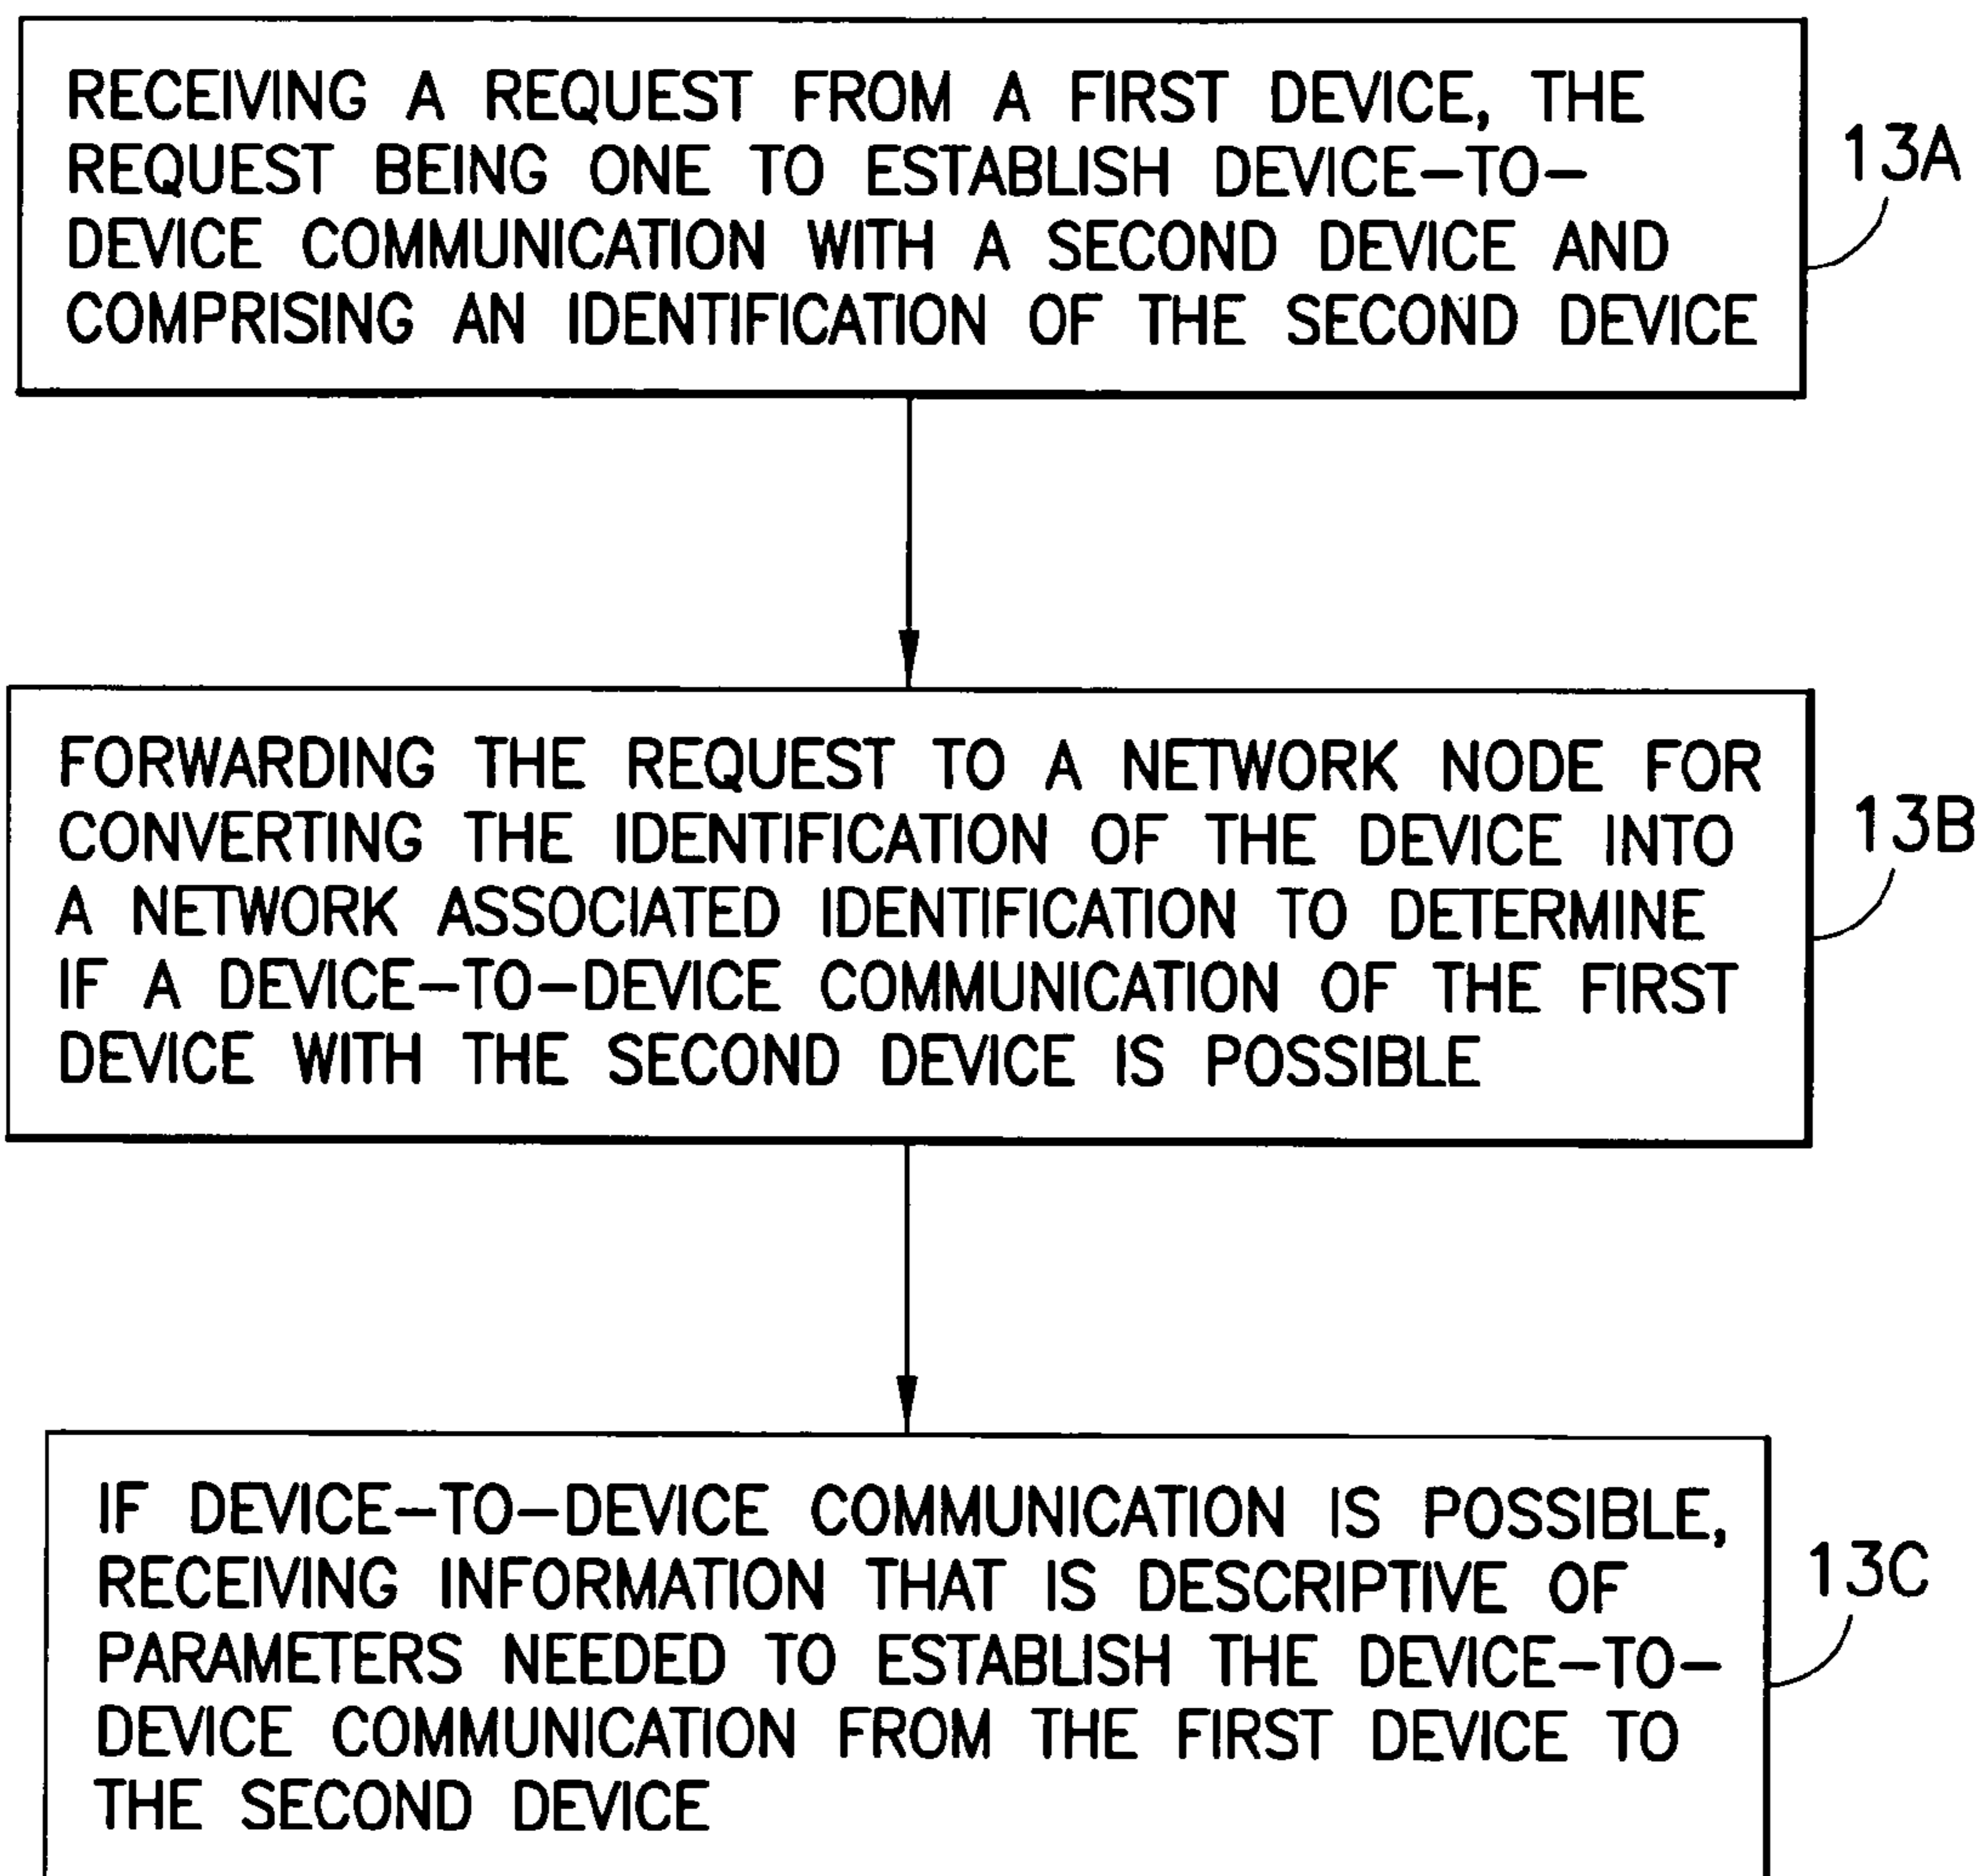 RECEIVING A REQUEST FROM A FIRST DEVICE, THE
REQUEST BEING ONE TO ESTABLISH DEVICE–TO–
DEVICE COMMUNICATION WITH A SECOND DEVICE AND
COMPRISING AN IDENTIFICATION OF THE SECOND DEVICE
13A
FORWARDING THE REQUEST TO A NETWORK NODE FOR
CONVERTING THE IDENTIFICATION OF THE DEVICE INTO
A NETWORK ASSOCIATED IDENTIFICATION TO DETERMINE
IF A DEVICE–TO–DEVICE COMMUNICATION OF THE FIRST
DEVICE WITH THE SECOND DEVICE IS POSSIBLE
13B
IF DEVICE–TO–DEVICE COMMUNICATION IS POSSIBLE,
RECEIVING INFORMATION THAT IS DESCRIPTIVE OF
PARAMETERS NEEDED TO ESTABLISH THE DEVICE–TO–
DEVICE COMMUNICATION FROM THE FIRST DEVICE TO
THE SECOND DEVICE
13C